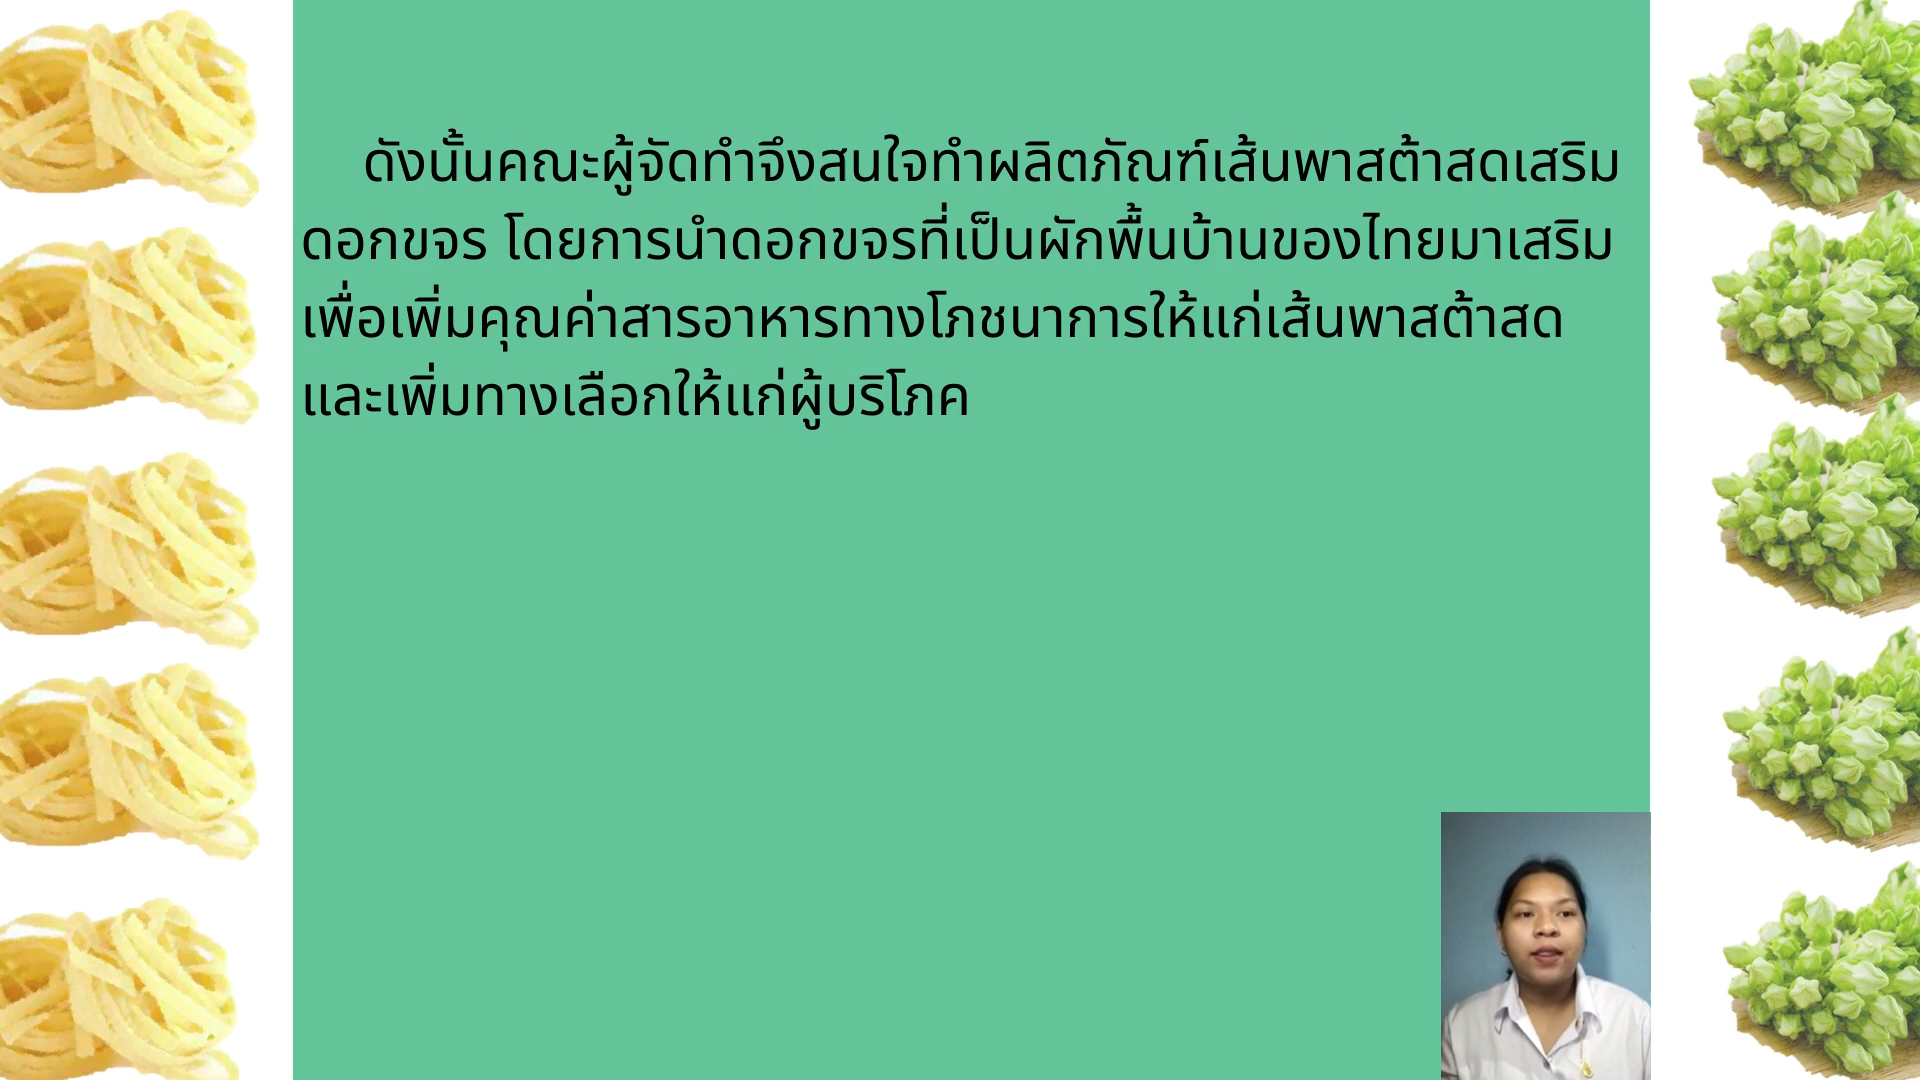 ดังนั้นคณะผู้จัดทำจึงสนใจทำผลิตภัณฑ์เส้นพาสต้าสดเสริม
ดอกขจร โดยการนำดอกขจรที่เป็นผักพื้นบ้านของไทยมาเสริม
เพื่อเพิ่มคุณค่าสารอาหารทางโภชนาการให้แก่เส้นพาสต้าสด
และเพิ่มทางเลือกให้แก่ผู้บริโภค